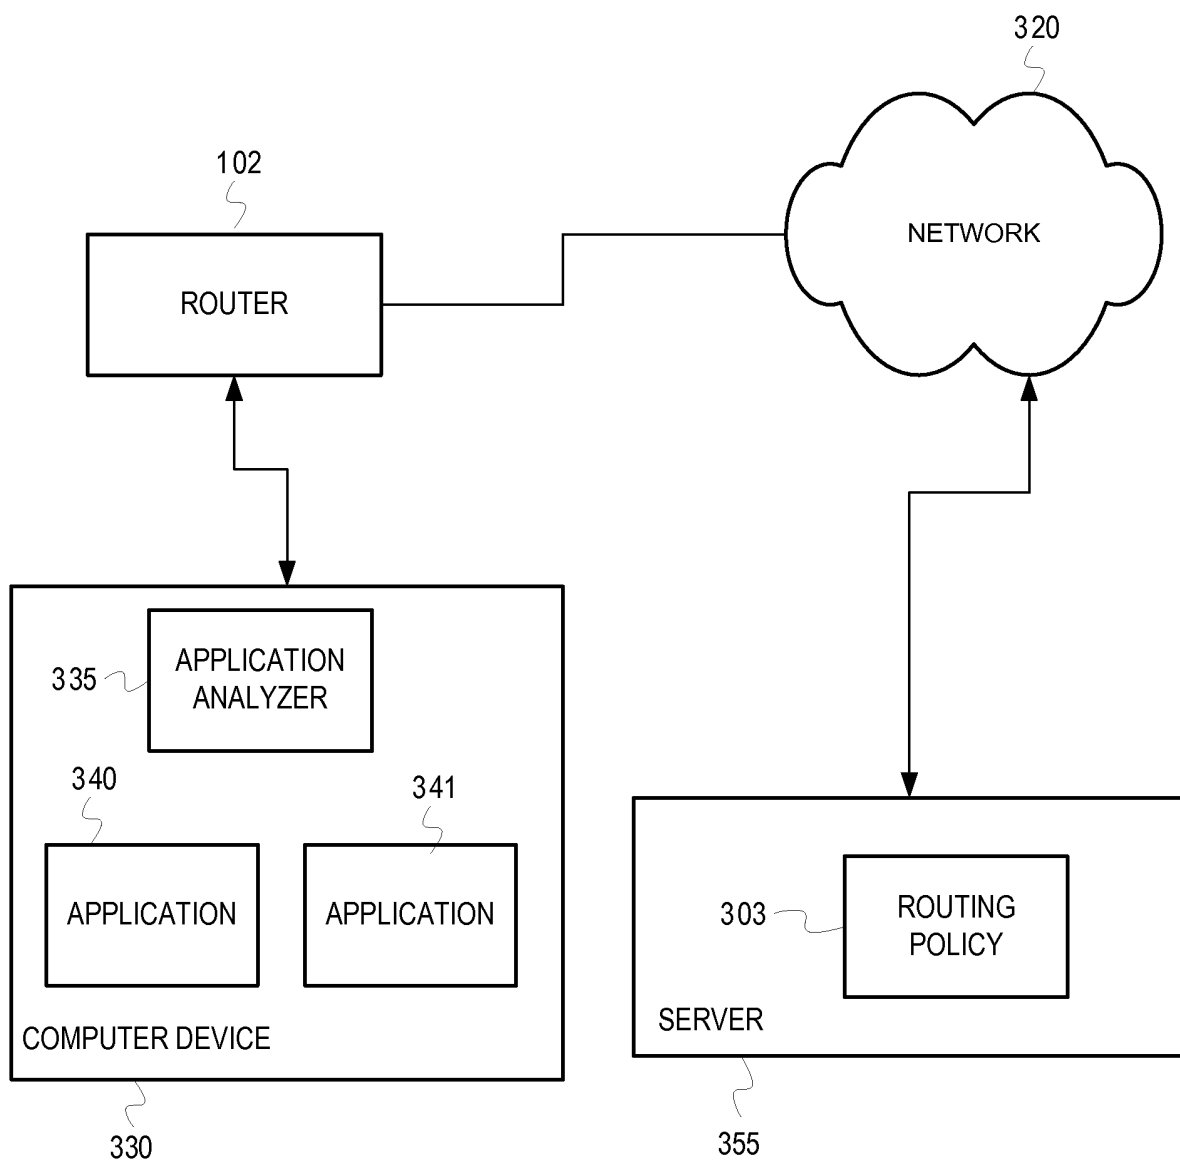 320
102
NETWORK
ROUTER
335
APPLICATION
ANALYZER
340
341
APPLICATION
APPLICATION
303
ROUTING
POLICY
SERVER
COMPUTER DEVICE
330
355